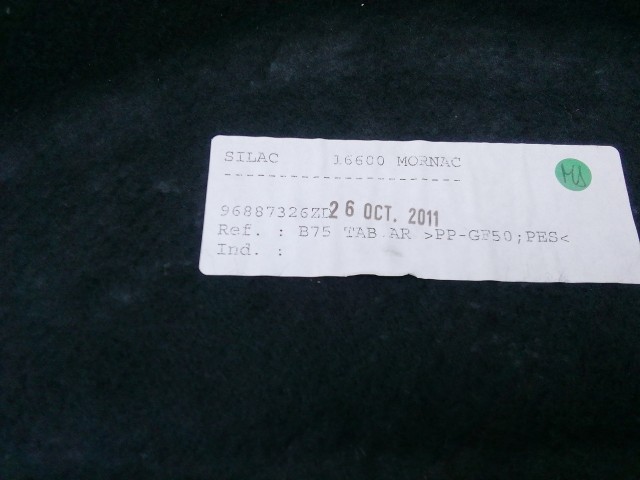 SILAC 16600 MORNAC
----------------------
96887326ZD 26 OCT. 2011
Ref. : B75 TAB AR >PP-GF50;PES<
Ind. :